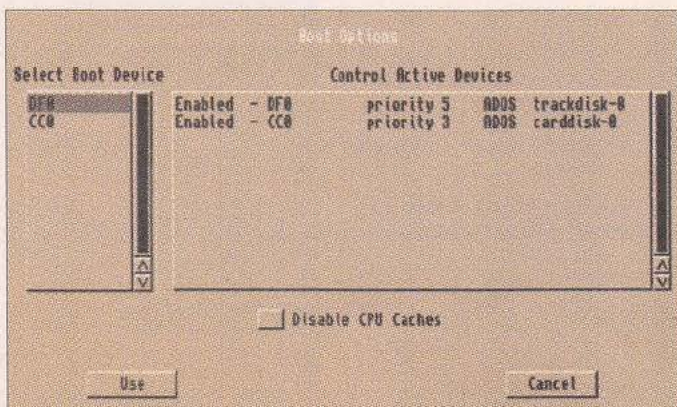 Boot Options
Select Boot Device
Control Active Devices
DF0
CC0
Enabled - DF0 priority 5 ADOS trackdisk-0
Enabled - CC0 priority 3 ADOS carddisk-0
Disable CPU Caches
Use
Cancel